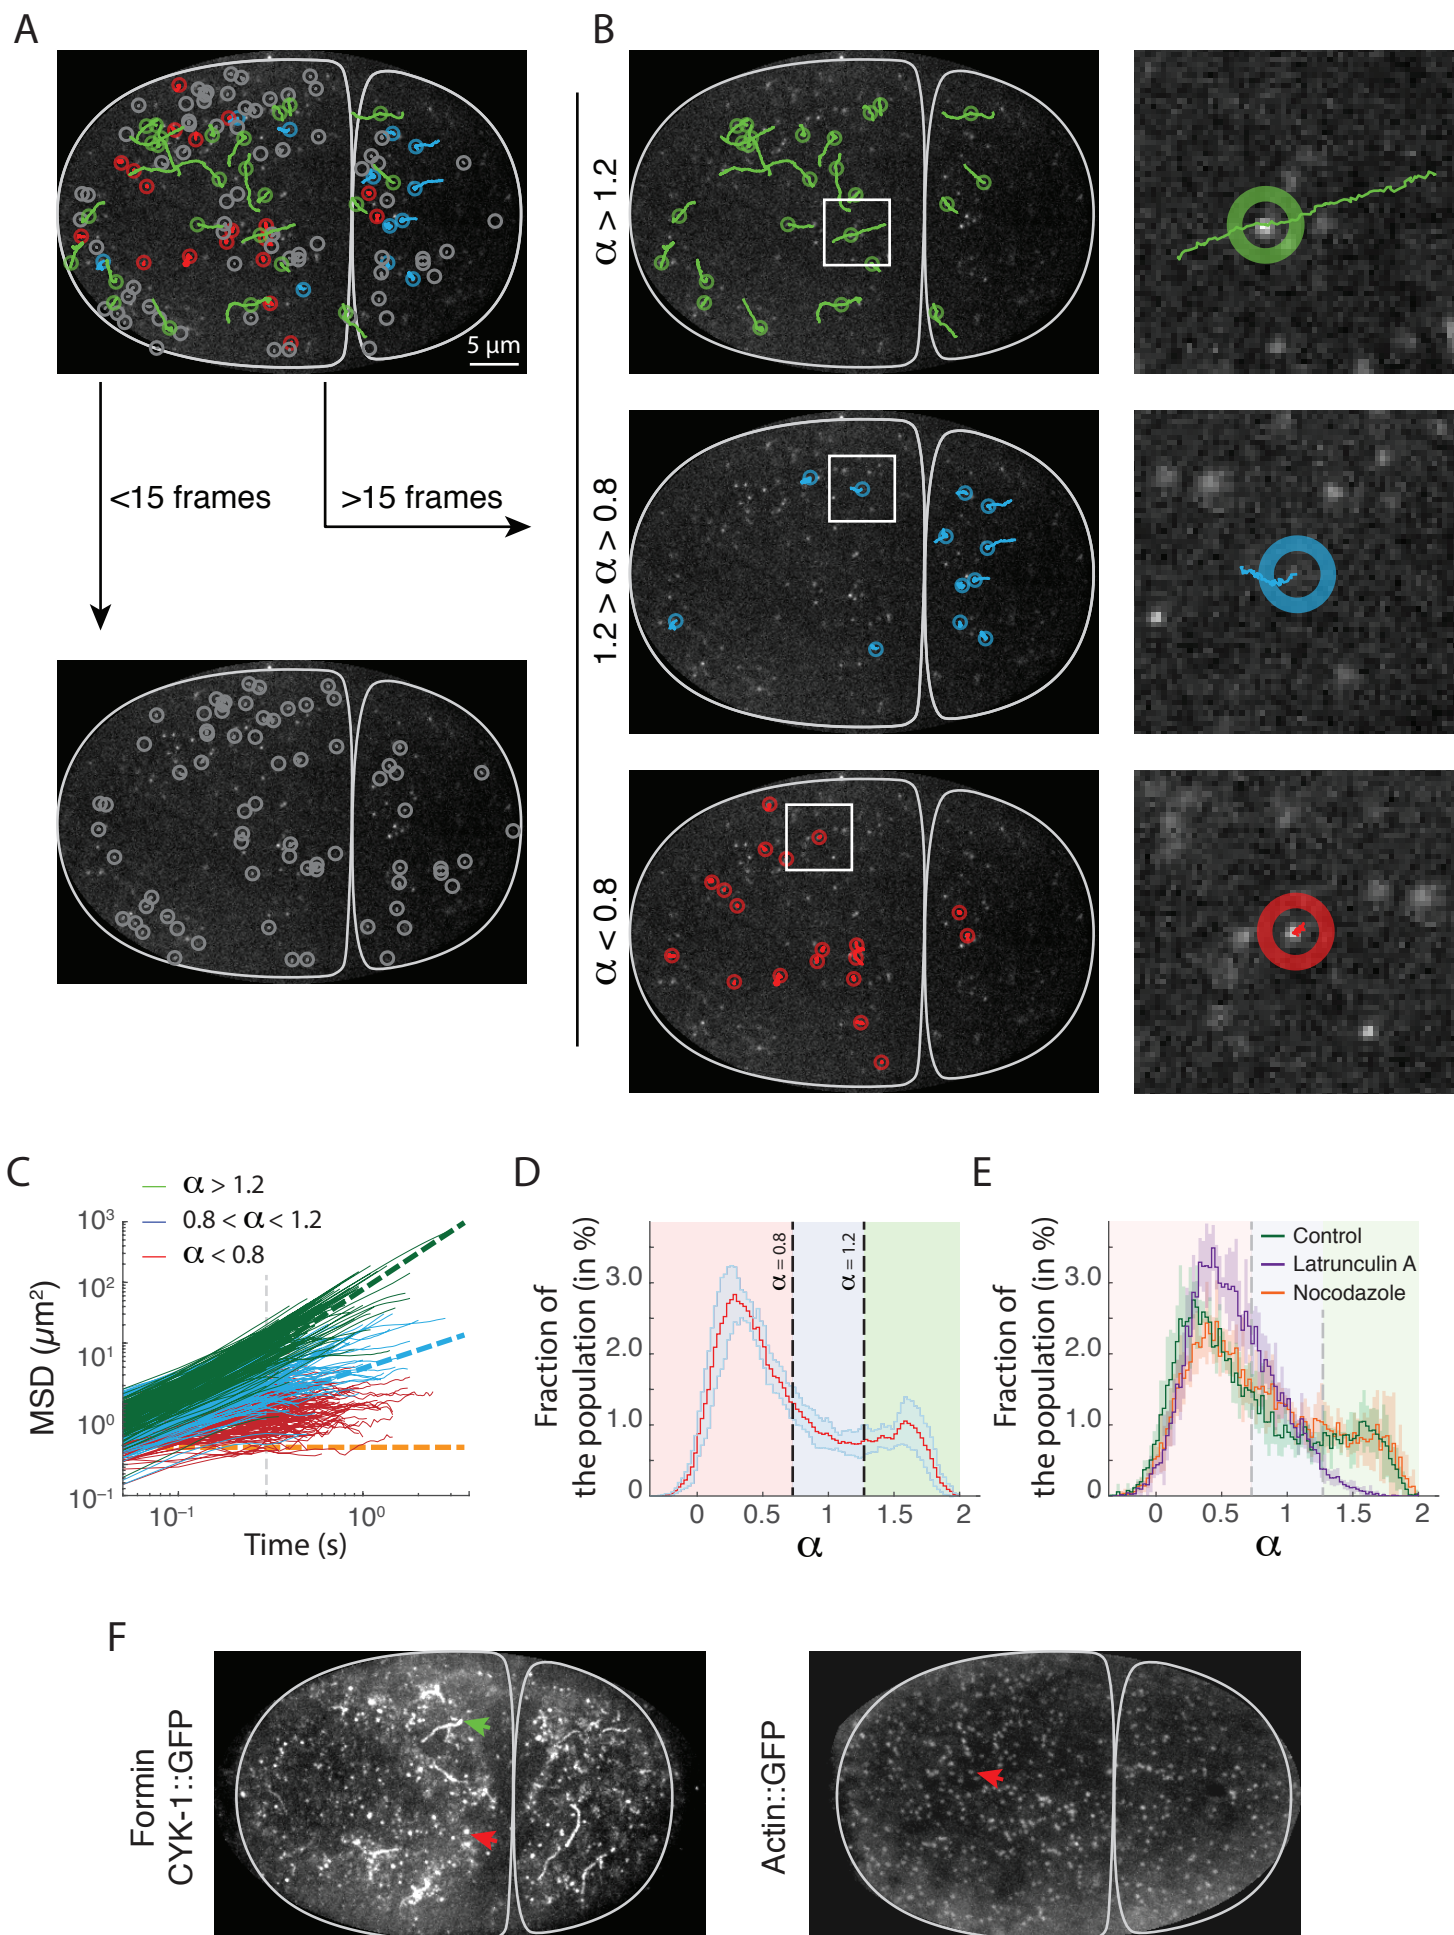 A
B
5 µm
<15 frames
>15 frames
α > 1.2
1.2 > α > 0.8
α < 0.8
C
α > 1.2
0.8 < α < 1.2
α < 0.8
10³
10²
10¹
10⁰
10⁻¹
MSD (µm²)
10⁻¹
10⁰
Time (s)
D
Fraction of
the population (in %)
3.0
2.0
1.0
0
α = 0.8
α = 1.2
0
0.5
1
1.5
2
α
E
Fraction of
the population (in %)
3.0
2.0
1.0
0
Control
Latrunculin A
Nocodazole
0
0.5
1
1.5
2
α
F
Formin
CYK-1::GFP
Actin::GFP